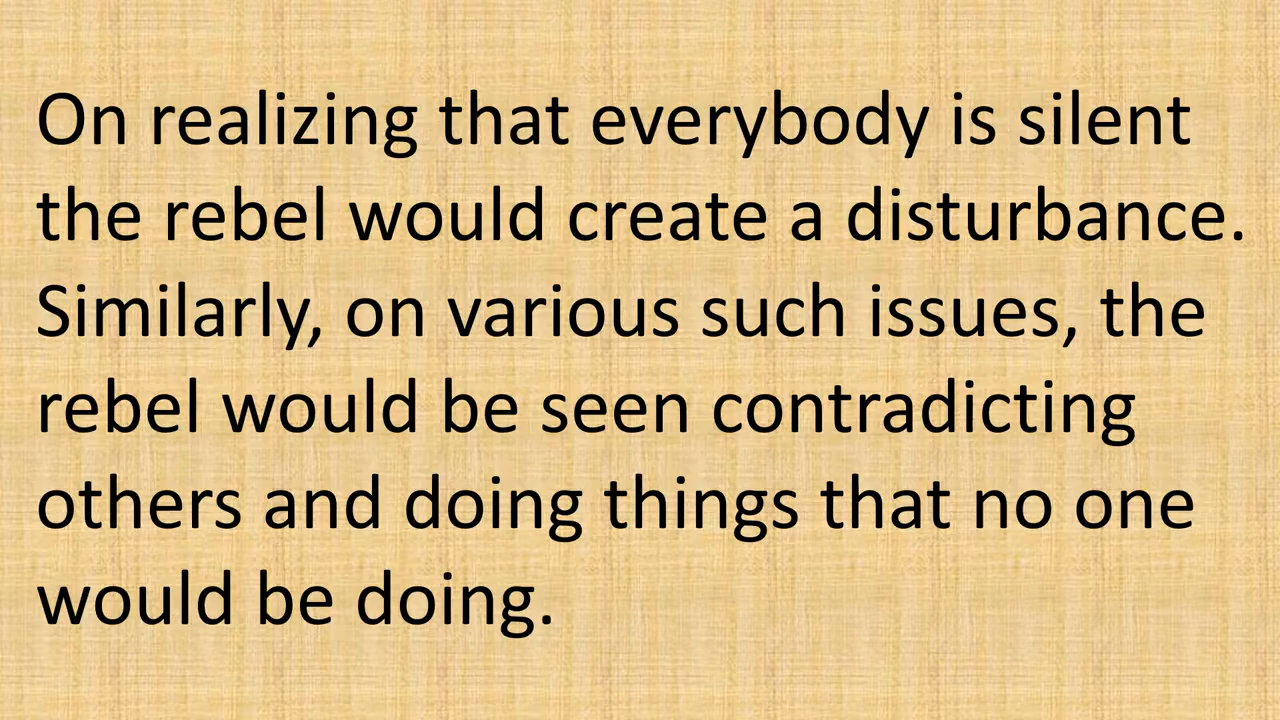 On realizing that everybody is silent
the rebel would create a disturbance.
Similarly, on various such issues, the
rebel would be seen contradicting
others and doing things that no one
would be doing.